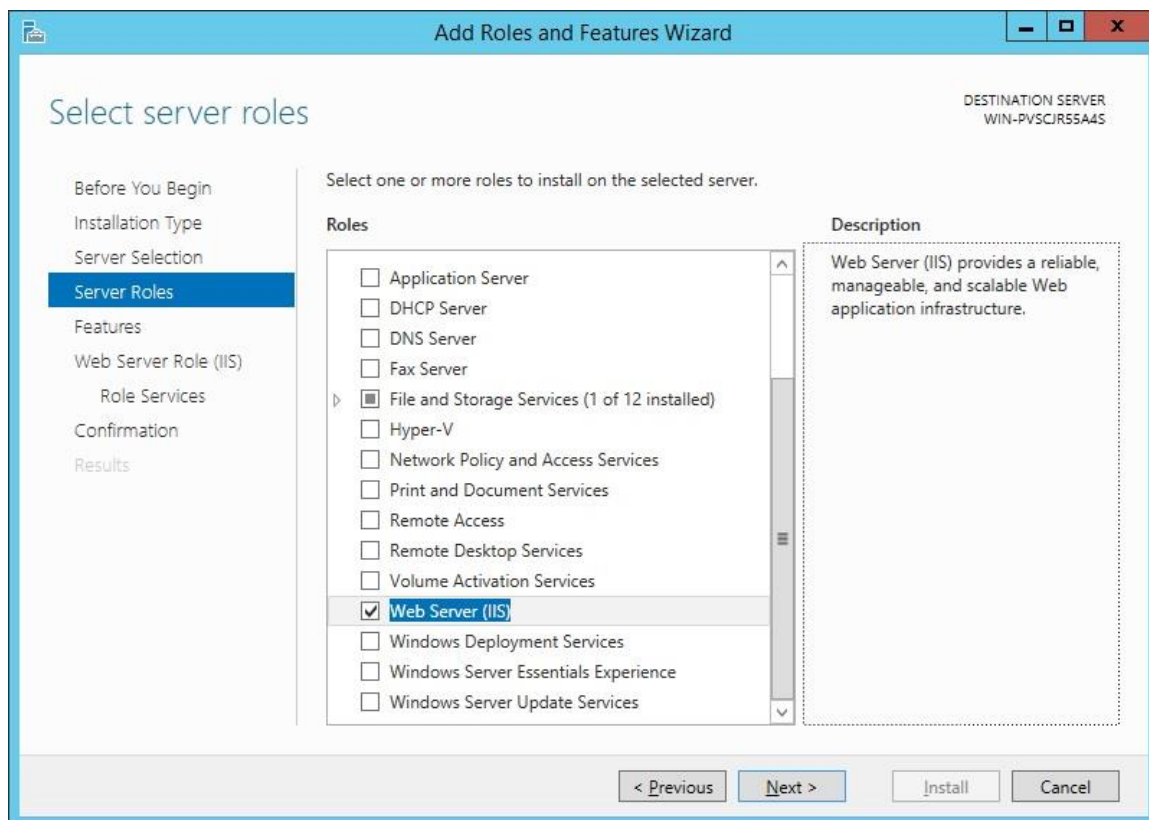 Add Roles and Features Wizard
Select server roles
DESTINATION SERVER
WIN-PVSCJR55A4S
Before You Begin
Installation Type
Server Selection
Server Roles
Features
Web Server Role (IIS)
Role Services
Confirmation
Results
Select one or more roles to install on the selected server.
Roles
Application Server
DHCP Server
DNS Server
Fax Server
File and Storage Services (1 of 12 installed)
Hyper-V
Network Policy and Access Services
Print and Document Services
Remote Access
Remote Desktop Services
Volume Activation Services
Web Server (IIS)
Windows Deployment Services
Windows Server Essentials Experience
Windows Server Update Services
Description
Web Server (IIS) provides a reliable,
manageable, and scalable Web
application infrastructure.
< Previous
Next >
Install
Cancel